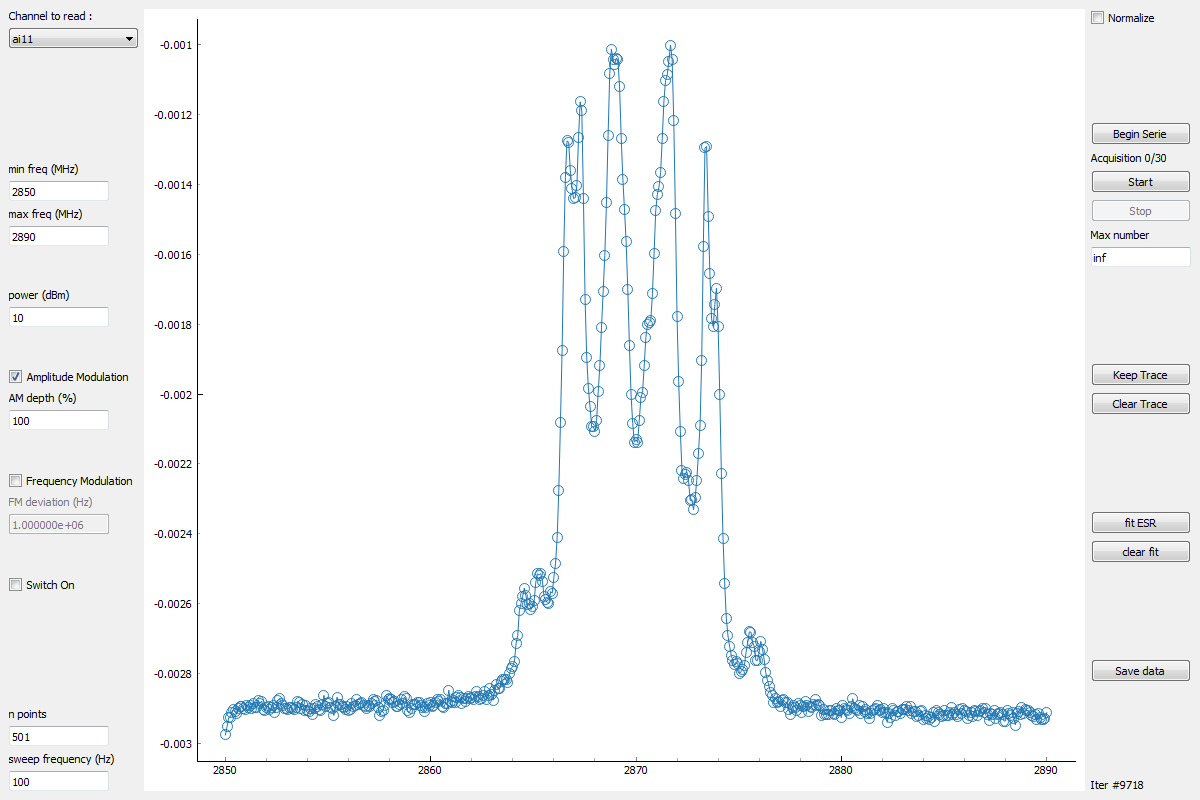 Channel to read :
ai11
min freq (MHz)
2850
max freq (MHz)
2890
power (dBm)
10
Amplitude Modulation
AM depth (%)
100
Frequency Modulation
FM deviation (Hz)
1.000000e+06
Switch On
n points
501
sweep frequency (Hz)
100
-0.001
-0.0012
-0.0014
-0.0016
-0.0018
-0.002
-0.0022
-0.0024
-0.0026
-0.0028
-0.003
2850
2860
2870
2880
2890
Normalize
Begin Serie
Acquisition 0/30
Start
Stop
Max number
inf
Keep Trace
Clear Trace
fit ESR
clear fit
Save data
Iter #9718